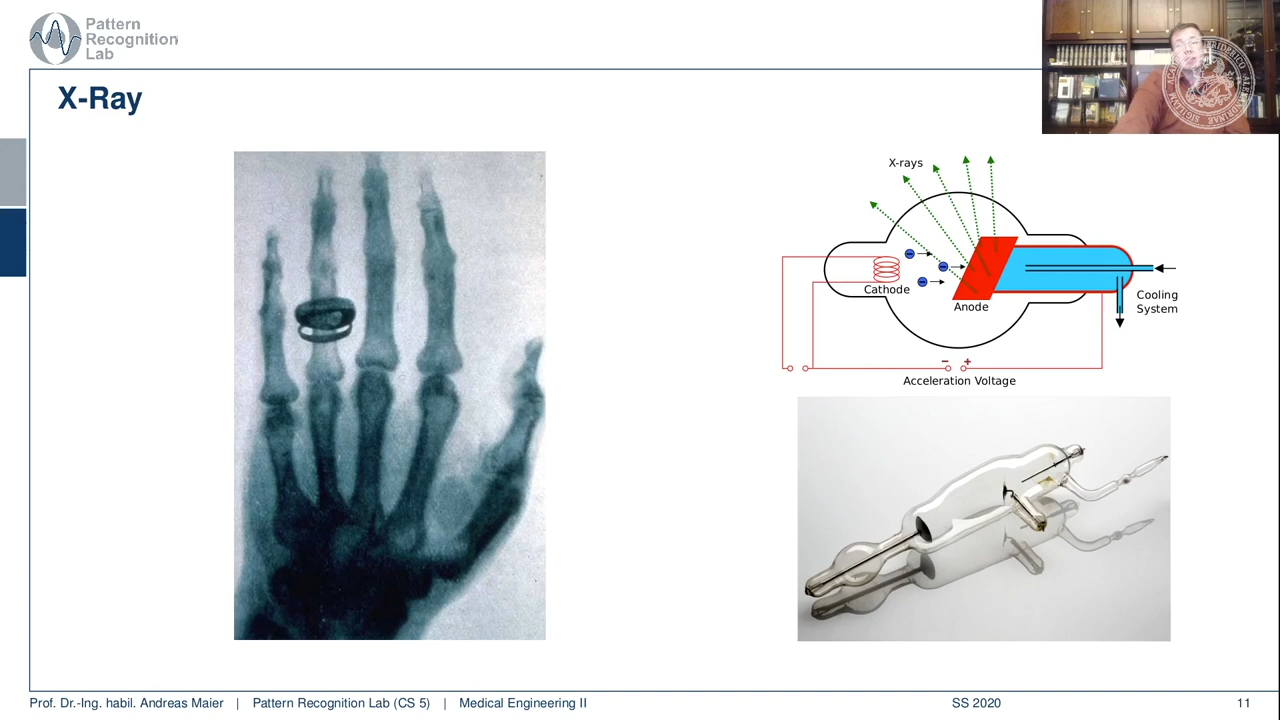 Pattern
Recognition
Lab
X-Ray
X-rays
Cathode
Anode
Cooling
System
− +
Acceleration Voltage
Prof. Dr.-Ing. habil. Andreas Maier | Pattern Recognition Lab (CS 5) | Medical Engineering II
SS 2020
11